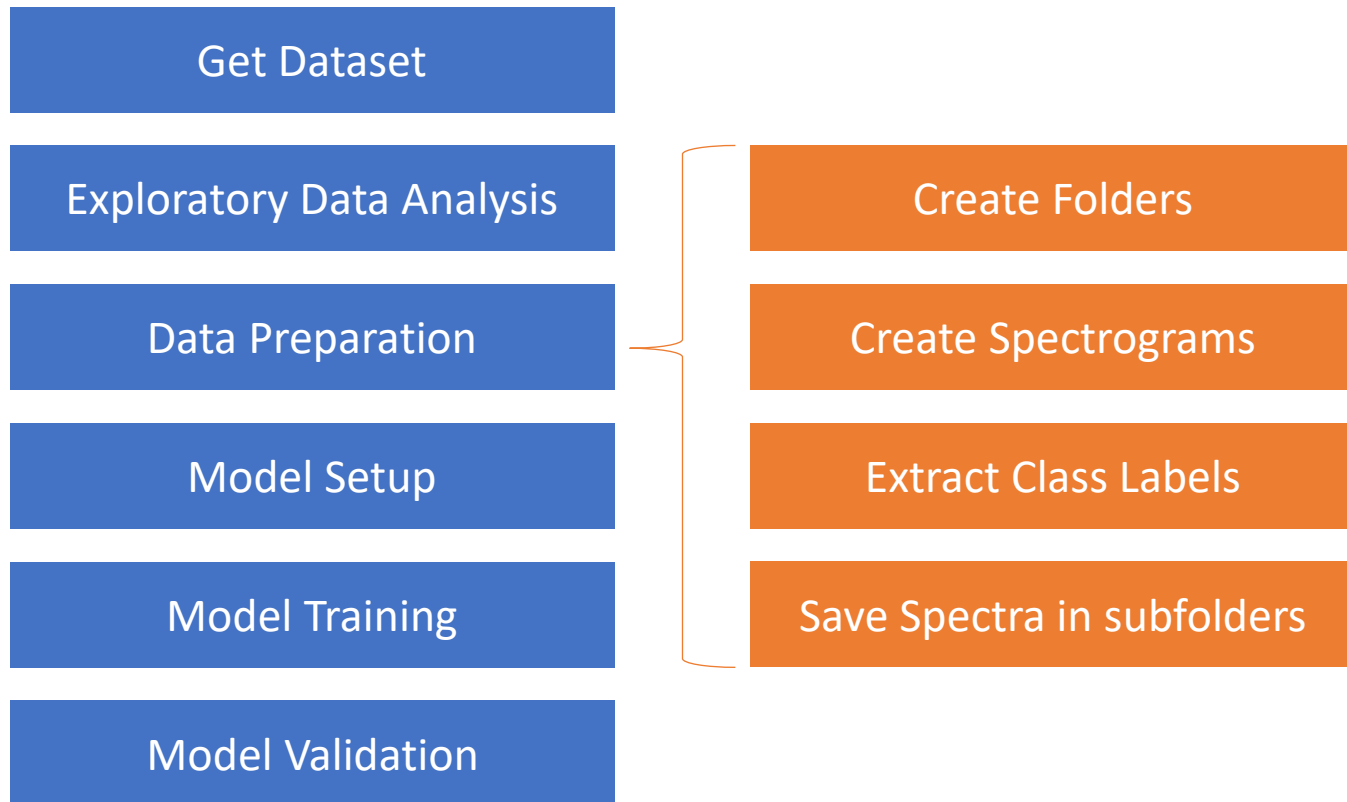 Get Dataset
Exploratory Data Analysis
Data Preparation
Model Setup
Model Training
Model Validation
Create Folders
Create Spectrograms
Extract Class Labels
Save Spectra in subfolders